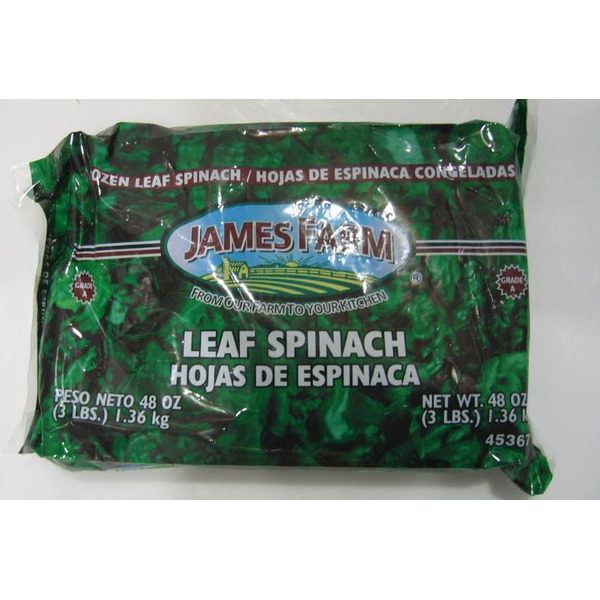 OZEN LEAF SPINACH / HOJAS DE ESPINACA CONGELADAS
JAMES FARM
®
FROM OUR FARM TO YOUR KITCHEN
GRADE
A
GRADE
A
LEAF SPINACH
HOJAS DE ESPINACA
PESO NETO 48 OZ
(3 LBS.) 1.36 kg
NET WT. 48 OZ
(3 LBS.) 1.36 k
45367